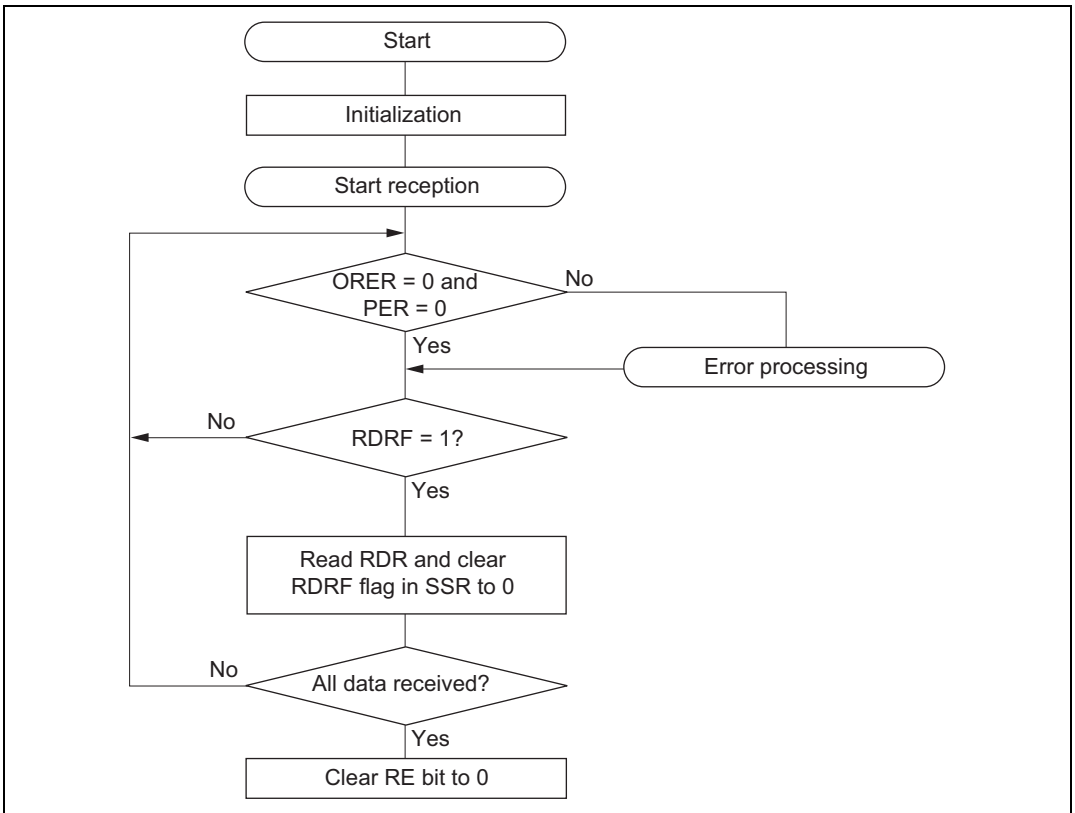 Start
Initialization
Start reception
ORER = 0 and
PER = 0
No
Yes
Error processing
No
RDRF = 1?
Yes
Read RDR and clear
RDRF flag in SSR to 0
No
All data received?
Yes
Clear RE bit to 0